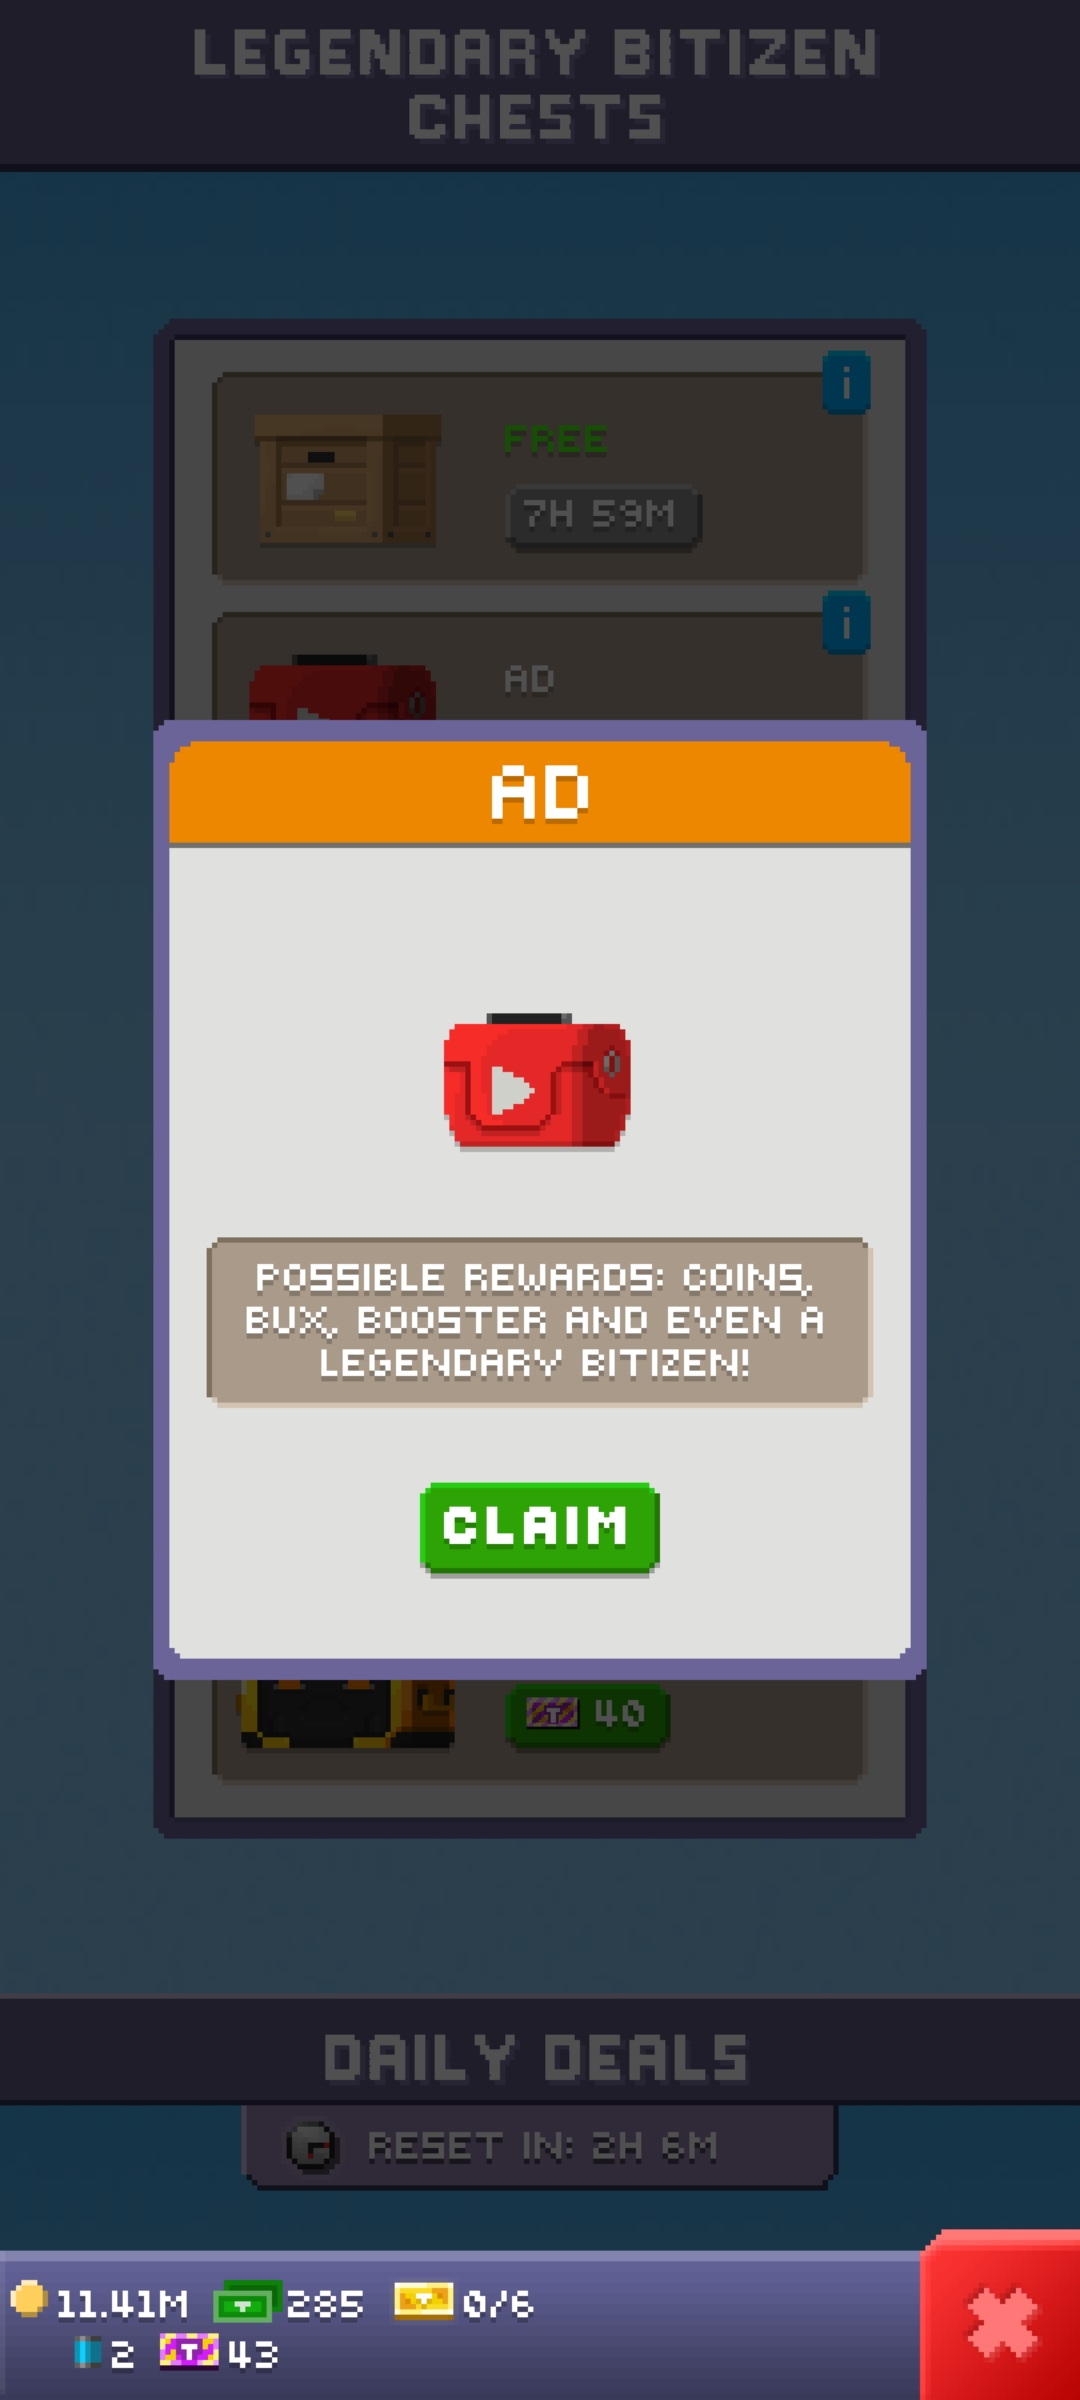 LEGENDARY BITIZEN
CHESTS
i
FREE
7H 59M
i
AD
AD
POSSIBLE REWARDS: COINS,
BUX, BOOSTER AND EVEN A
LEGENDARY BITIZEN!
CLAIM
T 40
DAILY DEALS
RESET IN: 2H 6M
11.41M 285 0/6
2 T 43